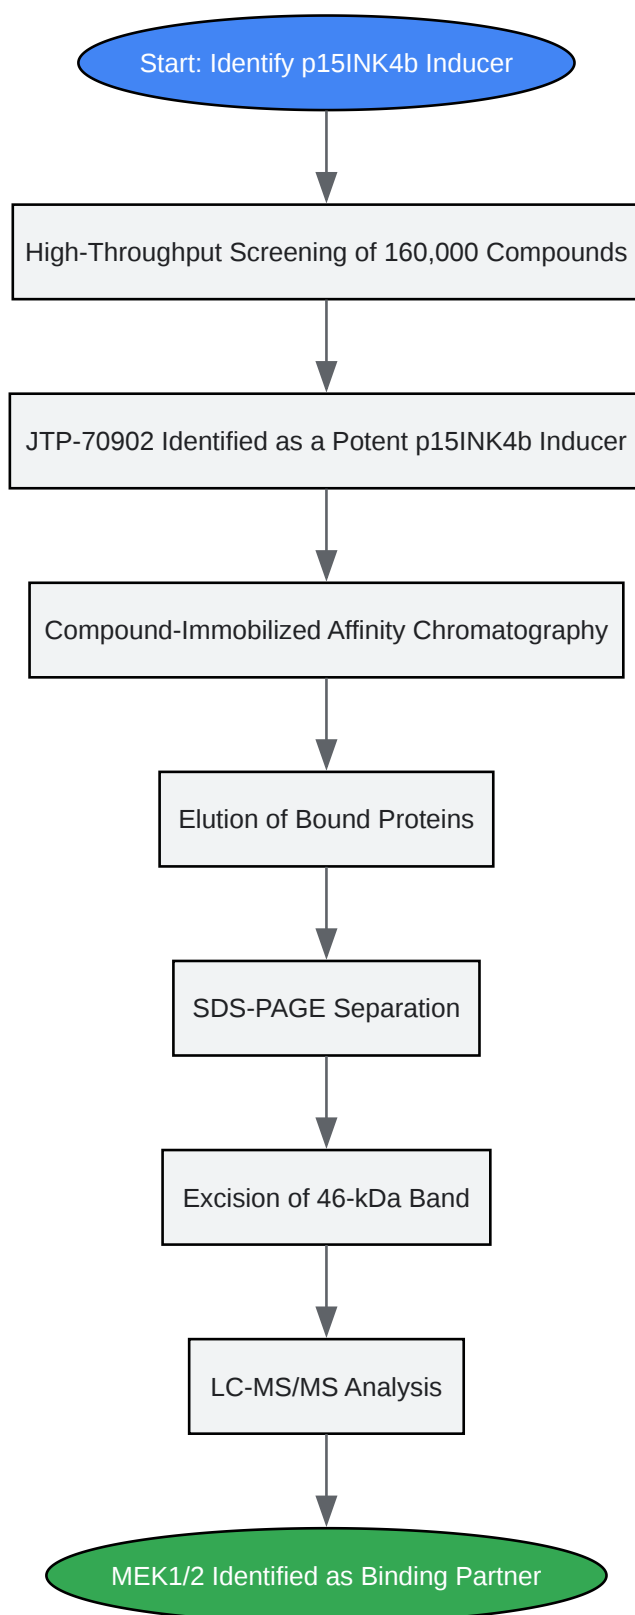 Start: Identify p15INK4b Inducer
High-Throughput Screening of 160,000 Compounds
JTP-70902 Identified as a Potent p15INK4b Inducer
Compound-Immobilized Affinity Chromatography
Elution of Bound Proteins
SDS-PAGE Separation
Excision of 46-kDa Band
LC-MS/MS Analysis
MEK1/2 Identified as Binding Partner